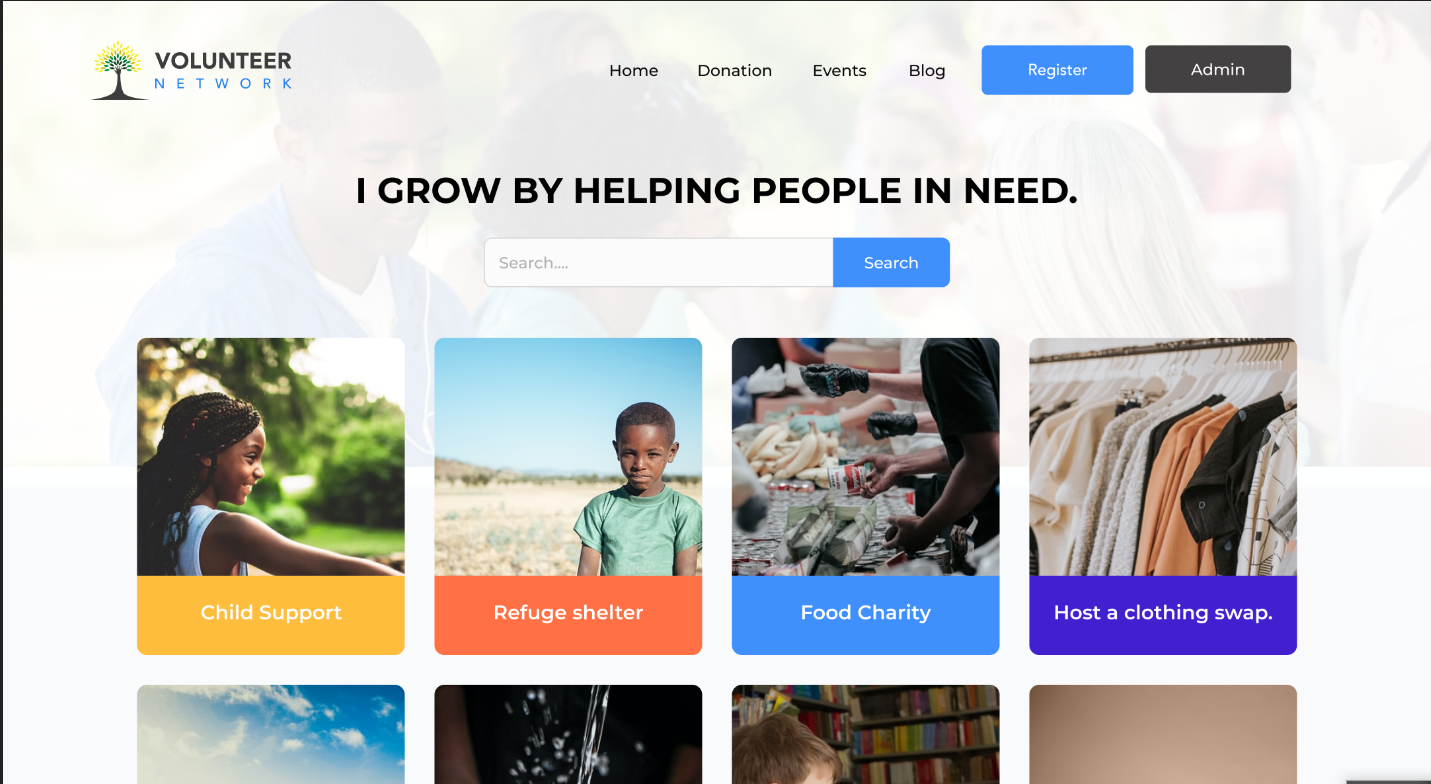 VOLUNTEER
NETWORK
Home Donation Events Blog Register Admin
I GROW BY HELPING PEOPLE IN NEED.
Search.... Search
Child Support Refuge shelter Food Charity Host a clothing swap.